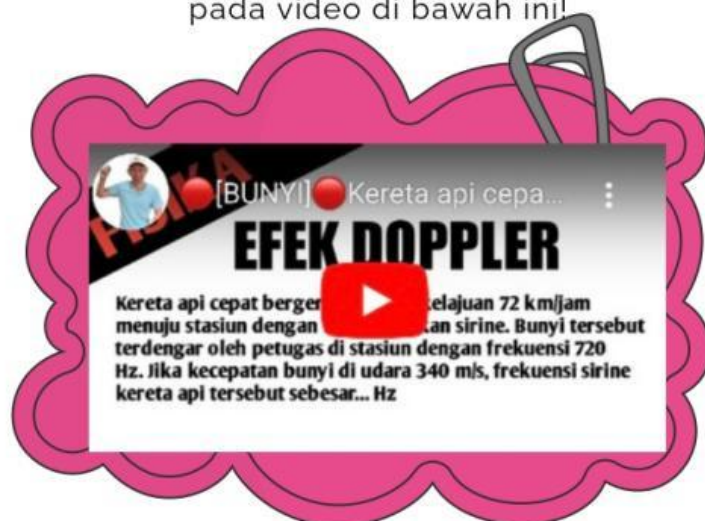 pada video di bawah ini!
FISIKA
🔴[BUNYI]🔴Kereta api cepa...
EFEK DOPPLER
Kereta api cepat kelajuan 72 km/jam
menuju stasiun dengan sirine. Bunyi tersebut
terdengar oleh petugas di stasiun dengan frekuensi 720
Hz. Jika kecepatan bunyi di udara 340 m/s, frekuensi sirine
kereta api tersebut sebesar... Hz